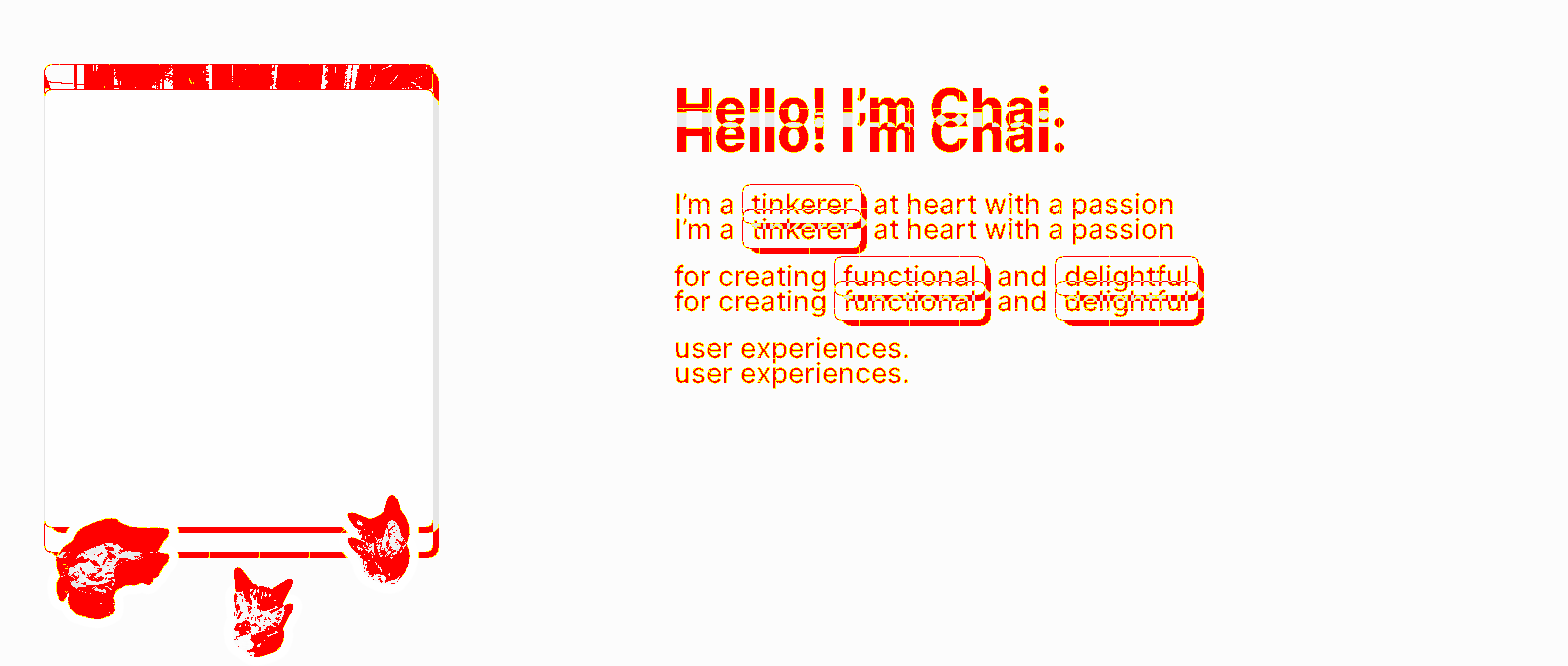 Hello! I'm Chai.
Hello! I'm Chai.
I'm a tinkerer at heart with a passion
I'm a tinkerer at heart with a passion
for creating functional and delightful
for creating functional and delightful
user experiences.
user experiences.